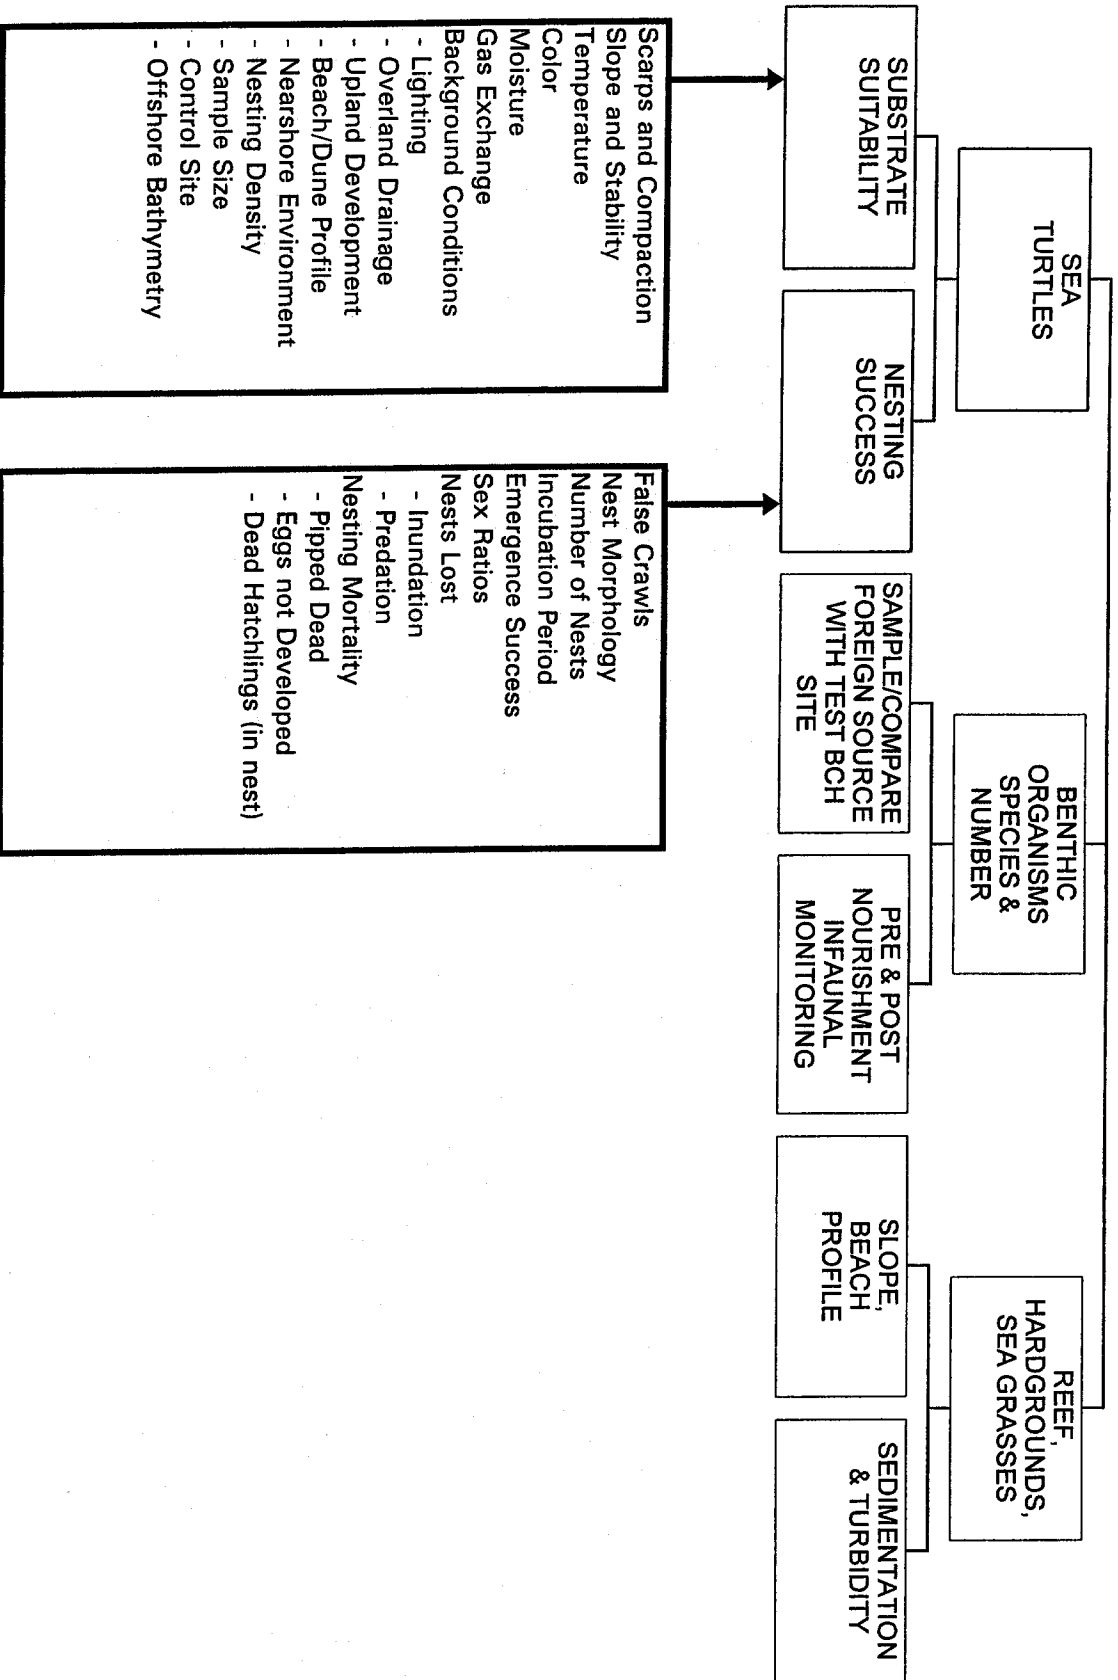 SEA
TURTLES
BENTHIC
ORGANISMS
SPECIES &
NUMBER
REEF,
HARDGROUNDS,
SEA GRASSES
SUBSTRATE
SUITABILITY
NESTING
SUCCESS
SAMPLE/COMPARE
FOREIGN SOURCE
WITH TEST BCH
SITE
PRE & POST
NOURISHMENT
INFAUNAL
MONITORING
SLOPE,
BEACH
PROFILE
SEDIMENTATION
& TURBIDITY
Scarps and Compaction
Slope and Stability
Temperature
Color
Moisture
Gas Exchange
Background Conditions
- Lighting
- Overland Drainage
- Upland Development
- Beach/Dune Profile
- Nearshore Environment
- Nesting Density
- Sample Size
- Control Site
- Offshore Bathymetry
False Crawls
Nest Morphology
Number of Nests
Incubation Period
Emergence Success
Sex Ratios
Nests Lost
- Inundation
- Predation
Nesting Mortality
- Pipped Dead
- Eggs not Developed
- Dead Hatchlings (in nest)